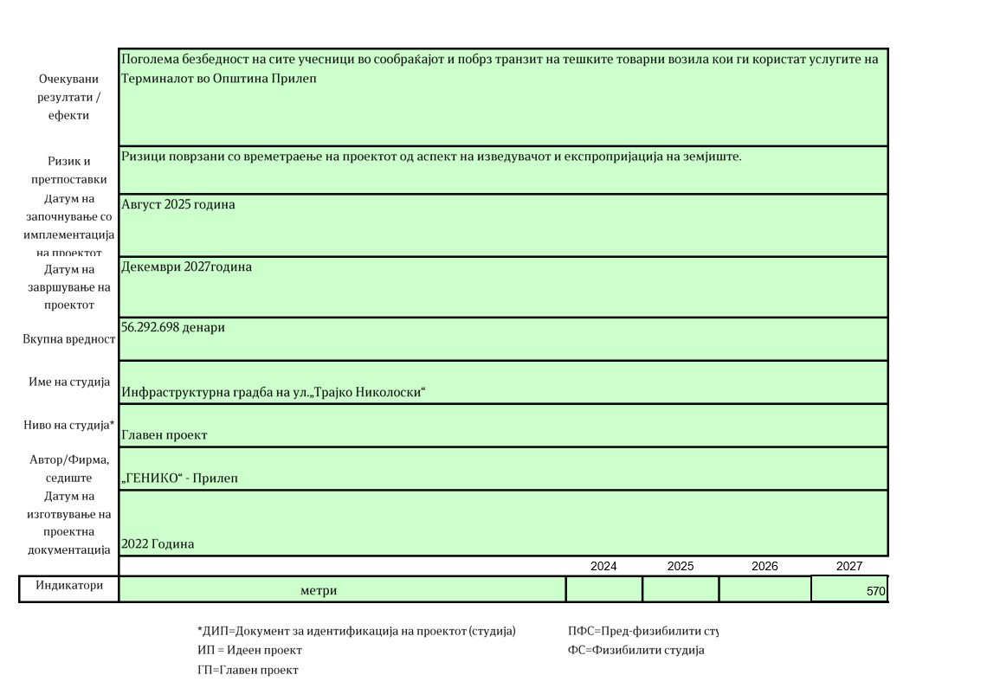 Очекувани
резултати /
ефекти
Поголема безбедност на сите учесници во сообраќајот и побрз транзит на тешките товарни возила кои ги користат услугите на
Терминалот во Општина Прилеп
Ризик и
претпоставки
Ризици поврзани со времетраење на проектот од аспект на изведувачот и експропријација на земјиште.
Датум на
започнување со
имплементација
на проектот
Август 2025 година
Датум на
завршување на
проектот
Декември 2027година
Вкупна вредност
56.292.698 денари
Име на студија
Инфраструктурна градба на ул.„Трајко Николоски“
Ниво на студија*
Главен проект
Автор/Фирма,
седиште
„ГЕНИКО“ - Прилеп
Датум на
изготвување на
проектна
документација
2022 Година
2024 2025 2026 2027
Индикатори метри 570
*ДИП=Документ за идентификација на проектот (студија) ПФС=Пред-физибилити
ИП = Идеен проект ФС=Физибилити студија
ГП=Главен проект